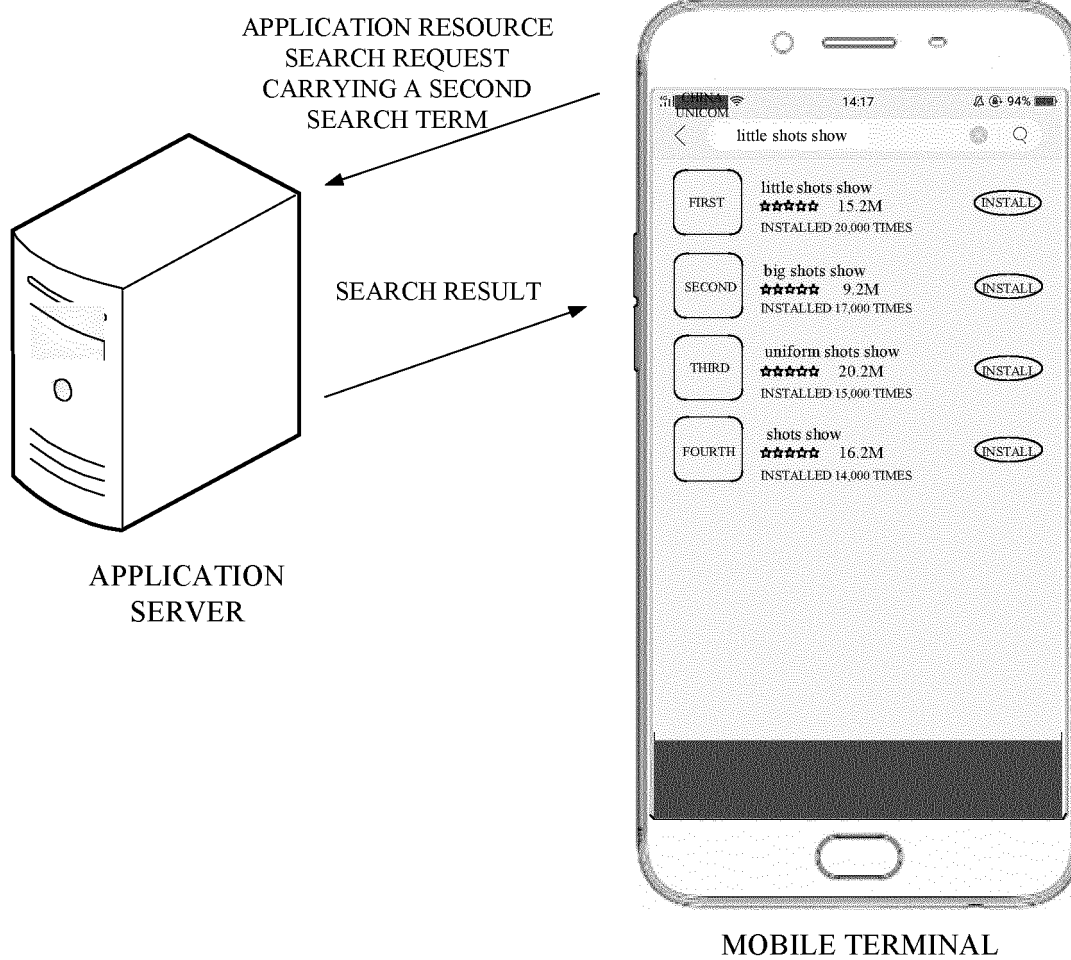 APPLICATION RESOURCE
SEARCH REQUEST
CARRYING A SECOND
SEARCH TERM
SEARCH RESULT
APPLICATION
SERVER
4G CHINA
UNICOM
14:17
94%
little shots show
FIRST
little shots show
15.2M
INSTALLED 20,000 TIMES
INSTALL
SECOND
big shots show
9.2M
INSTALLED 17,000 TIMES
INSTALL
THIRD
uniform shots show
20.2M
INSTALLED 15,000 TIMES
INSTALL
FOURTH
shots show
16.2M
INSTALLED 14,000 TIMES
INSTALL
MOBILE TERMINAL